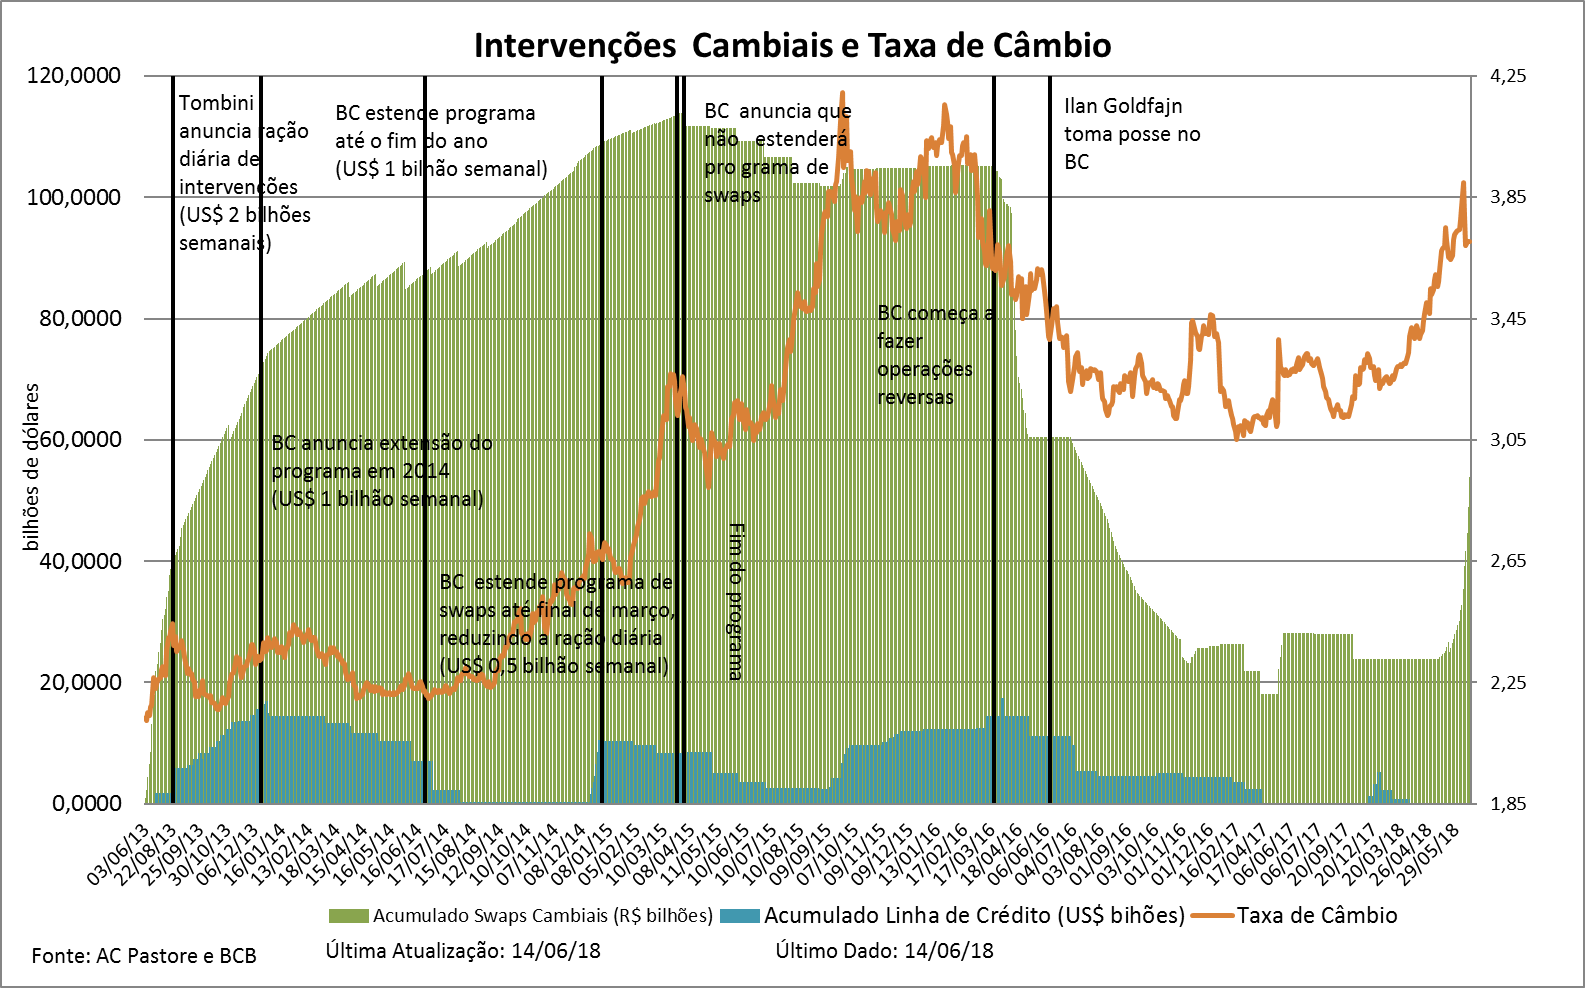 Intervenções Cambiais e Taxa de Câmbio
120,0000
100,0000
80,0000
60,0000
40,0000
20,0000
0,0000
bilhões de dólares
4,25
3,85
3,45
3,05
2,65
2,25
1,85
Tombini
anuncia ração
diária de
intervenções
(US$ 2 bilhões
semanais)
BC estende programa
até o fim do ano
(US$ 1 bilhão semanal)
BC anuncia que
não estenderá
pro grama de
swaps
Ilan Goldfajn
toma posse no
BC
BC começa a
fazer
operações
reversas
BC anuncia extensão do
programa em 2014
(US$ 1 bilhão semanal)
BC estende programa de
swaps até final de março,
reduzindo a ração diária
(US$ 0,5 bilhão semanal)
Fim do programa
03/06/13
22/08/13
25/09/13
30/10/13
06/12/13
16/01/14
13/02/14
18/03/14
15/04/14
16/05/14
16/06/14
17/07/14
15/08/14
12/09/14
10/10/14
07/11/14
08/12/14
08/01/15
05/02/15
10/03/15
08/04/15
11/05/15
10/06/15
10/07/15
10/08/15
09/09/15
07/10/15
09/11/15
09/12/15
13/01/16
17/02/16
17/03/16
18/04/16
06/06/16
04/07/16
03/08/16
01/09/16
03/10/16
01/11/16
01/12/16
16/02/17
17/04/17
06/06/17
06/07/17
20/09/17
20/12/17
20/03/18
26/04/18
29/05/18
Acumulado Swaps Cambiais (R$ bilhões)
Acumulado Linha de Crédito (US$ bihões)
Taxa de Câmbio
Fonte: AC Pastore e BCB
Última Atualização: 14/06/18
Último Dado: 14/06/18